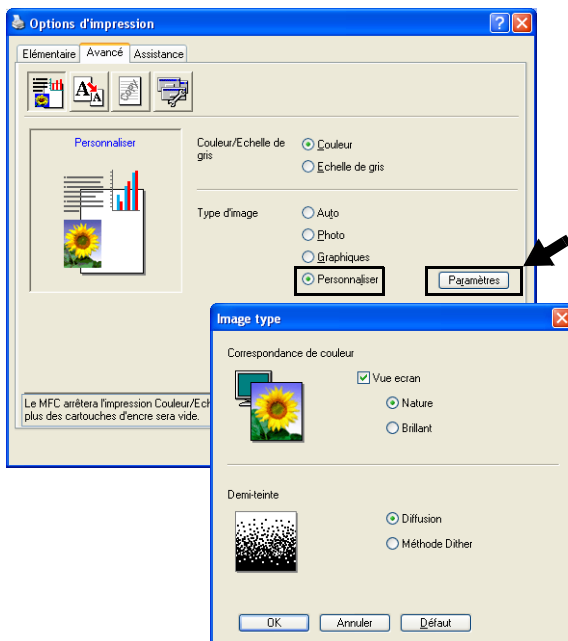 Options d'impression
Elémentaire Avancé Assistance
Personnaliser
Couleur/Echelle de
gris
Couleur
Echelle de gris
Type d'image
Auto
Photo
Graphiques
Personnaliser
Paramètres
Le MFC arrêtera l'impression Couleur/Ech
plus des cartouches d'encre sera vide.
Image type
Correspondance de couleur
Vue ecran
Nature
Brillant
Demi-teinte
Diffusion
Méthode Dither
OK Annuler Défaut